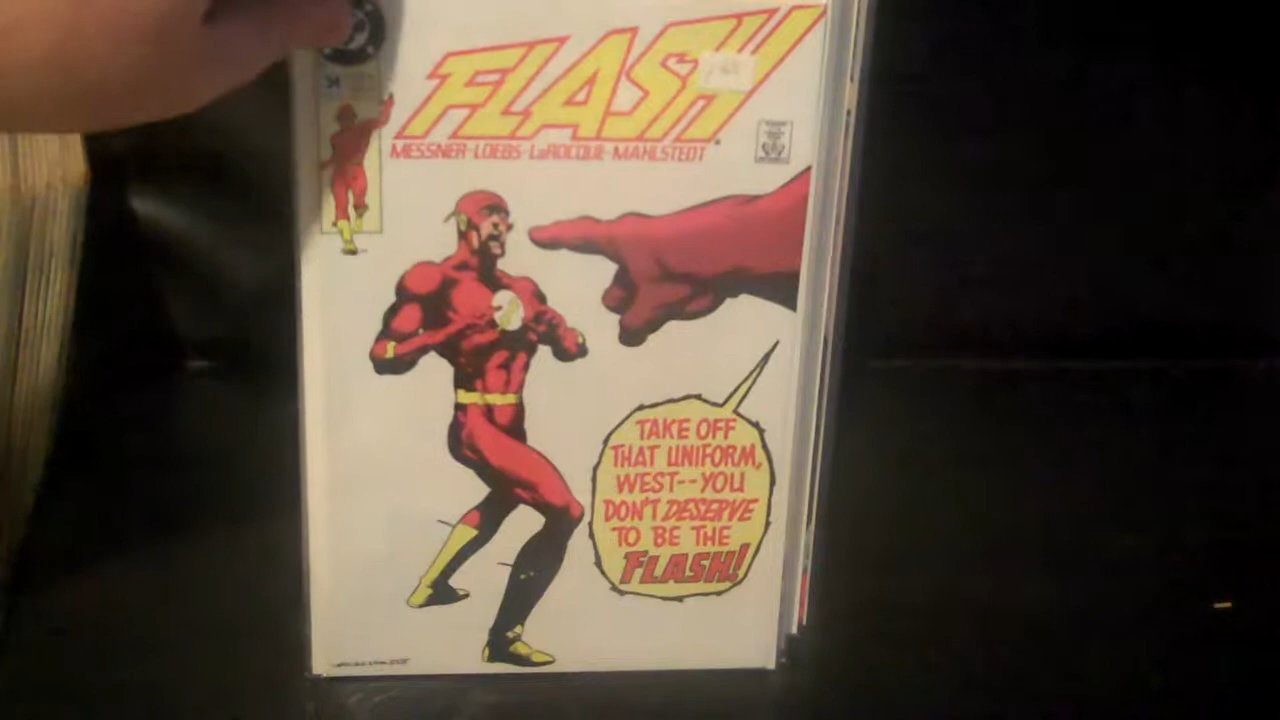 FLASH
MESSNER-LOEBS-LaROCQUE-MAHLSTEDT
TAKE OFF
THAT UNIFORM,
WEST--YOU
DON'T DESERVE
TO BE THE
FLASH!